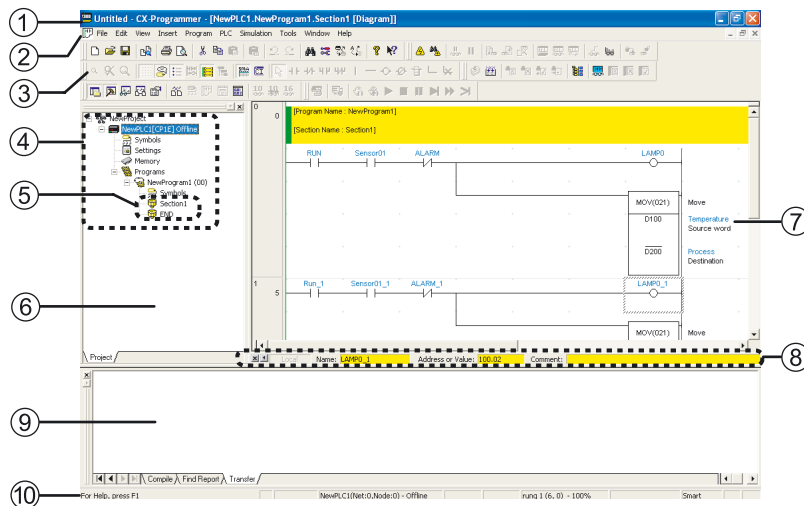 1
Untitled - CX-Programmer - [NewPLC1.NewProgram1.Section1 [Diagram]]
2
File Edit View Insert Program PLC Simulation Tools Window Help
3
10 10 16
4
NewProject
NewPLC1[CP1E] Offline
Symbols
Settings
Memory
Programs
NewProgram1 (00)
Symbols
5
Section1
END
6
Project
0
0
[Program Name : NewProgram1]
[Section Name : Section1]
RUN Sensor01 ALARM LAMP0
MOV(021) Move
D100 Temperature
Source word
7
D200 Process
Destination
1
5
Run_1 Sensor01_1 ALARM_1 LAMP0_1
MOV(021) Move
Local Name: LAMP0_1 Address or Value: 100.02 Comment:
8
9
Compile Find Report Transfer
10
For Help, press F1 NewPLC1(Net:0,Node:0) - Offline rung 1 (6, 0) - 100% Smart